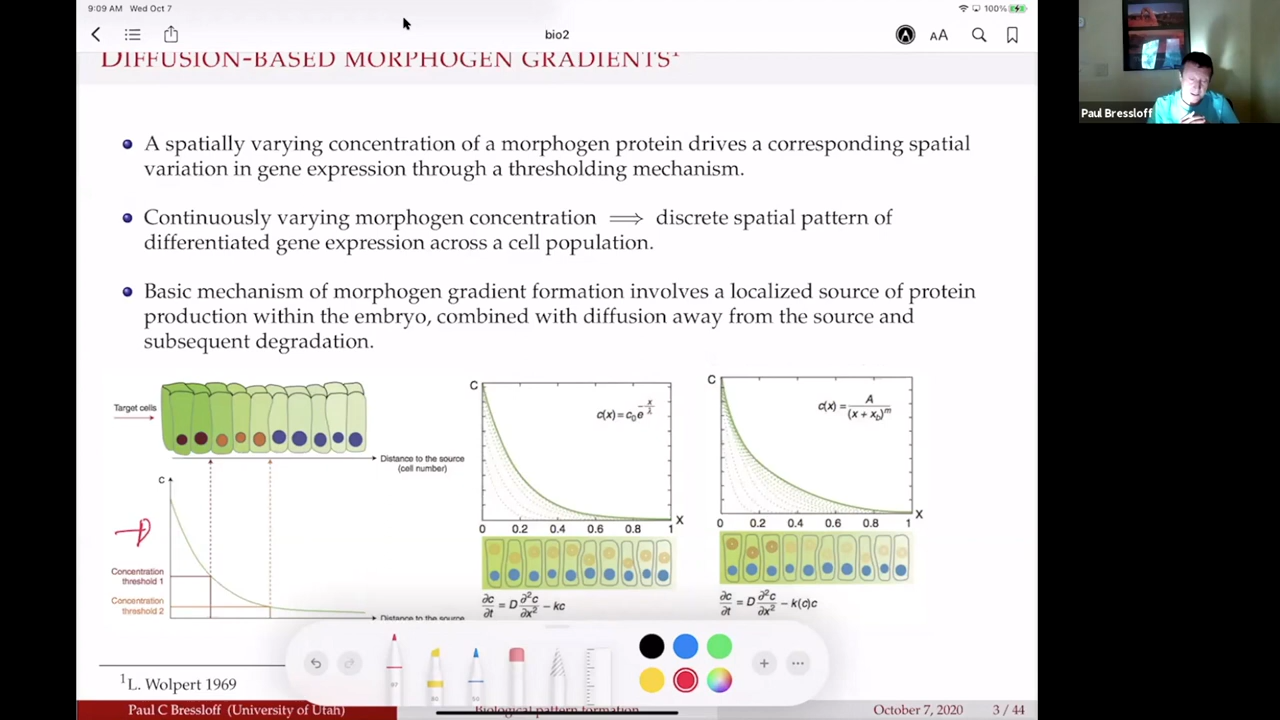 9:09 AM Wed Oct 7
100%
bio2
AA
DIFFUSION-BASED MORPHOGEN GRADIENTS¹
Paul Bressloff
A spatially varying concentration of a morphogen protein drives a corresponding spatial
variation in gene expression through a thresholding mechanism.
Continuously varying morphogen concentration ⟹ discrete spatial pattern of
differentiated gene expression across a cell population.
Basic mechanism of morphogen gradient formation involves a localized source of protein
production within the embryo, combined with diffusion away from the source and
subsequent degradation.
Target cells
Distance to the source
(cell number)
C
Concentration
threshold 1
Concentration
threshold 2
Distance to the source
C
c(x)=c₀e^(-x/λ)
X
0 0.2 0.4 0.6 0.8 1
∂c/∂t = D ∂²c/∂x² − kc
C
c(x)= A/(x + x_b)^m
X
0 0.2 0.4 0.6 0.8 1
∂c/∂t = D ∂²c/∂x² − k(c)c
¹L. Wolpert 1969
Paul C Bressloff (University of Utah) Biological pattern formation October 7, 2020 3 / 44